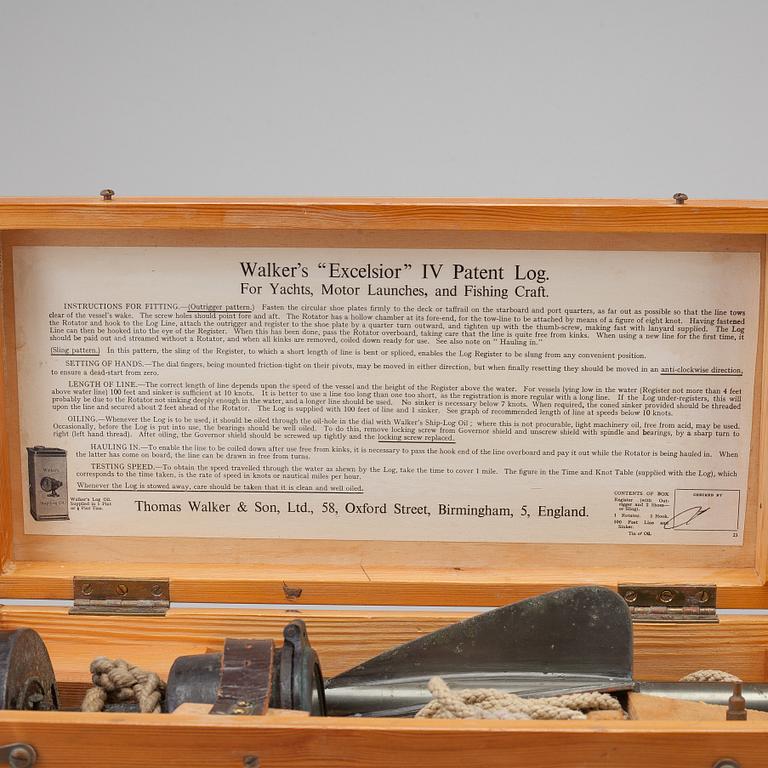 Walker's "Excelsior" IV Patent Log.
For Yachts, Motor Launches, and Fishing Craft.
INSTRUCTIONS FOR FITTING.—(Outrigger pattern.) Fasten the circular shoe plates firmly to the deck or taffrail on the starboard and port quarters, as far out as possible so that the line tows
clear of the vessel's wake. The screw holes should point fore and aft. The Rotator has a hollow chamber at its fore-end, for the tow-line to be attached by means of a figure of eight knot. Having fastened
the Rotator and hook to the Log Line, attach the outrigger and register to the shoe plate by a quarter turn outward, and tighten up with the thumb-screw, making fast with lanyard supplied. The Log
Line can then be hooked into the eye of the Register. When this has been done, pass the Rotator overboard, taking care that the line is quite free from kinks. When using a new line for the first time, it
should be paid out and streamed without a Rotator, and when all kinks are removed, coiled down ready for use. See also note on "Hauling in."
(Sling pattern.) In this pattern, the sling of the Register, to which a short length of line is bent or spliced, enables the Log Register to be slung from any convenient position.
SETTING OF HANDS.—The dial fingers, being mounted friction-tight on their pivots, may be moved in either direction, but when finally resetting they should be moved in an anti-clockwise direction,
to ensure a dead-start from zero.
LENGTH OF LINE.—The correct length of line depends upon the speed of the vessel and the height of the Register above the water. For vessels lying low in the water (Register not more than 4 feet
above water line) 100 feet and sinker is sufficient at 10 knots. It is better to use a line too long than one too short, as the registration is more regular with a long line. If the Log under-registers, this will
probably be due to the Rotator not sinking deeply enough in the water, and a longer line should be used. No sinker is necessary below 7 knots. When required, the coned sinker provided should be threaded
upon the line and secured about 2 feet ahead of the Rotator. The Log is supplied with 100 feet of line and 1 sinker. See graph of recommended length of line at speeds below 10 knots.
OILING.—Whenever the Log is to be used, it should be oiled through the oil-hole in the dial with Walker's Ship-Log Oil; where this is not procurable, light machinery oil, free from acid, may be used.
Occasionally, before the Log is put into use, the bearings should be well oiled. To do this, remove locking screw from Governor shield and unscrew shield with spindle and bearings, by a sharp turn to
right (left hand thread). After oiling, the Governor shield should be screwed up tightly and the locking screw replaced.
HAULING IN.—To enable the line to be coiled down after use free from kinks, it is necessary to pass the hook end of the line overboard and pay it out while the Rotator is being hauled in. When
the latter has come on board, the line can be drawn in free from turns.
TESTING SPEED.—To obtain the speed travelled through the water as shewn by the Log, take the time to cover 1 mile. The figure in the Time and Knot Table (supplied with the Log), which
corresponds to the time taken, is the rate of speed in knots or nautical miles per hour.
Whenever the Log is stowed away, care should be taken that it is clean and well oiled.
Walker's Log Oil.
Supplied in 1 Pint
or ½ Pint Tins.
Thomas Walker & Son, Ltd., 58, Oxford Street, Birmingham, 5, England.
CONTENTS OF BOX
Register (with Out-
rigger and 2 Shoes—
or Sling).
1 Rotator. 1 Hook.
100 Feet Line and
Sinker.
Tin of Oil
CHECKED BY